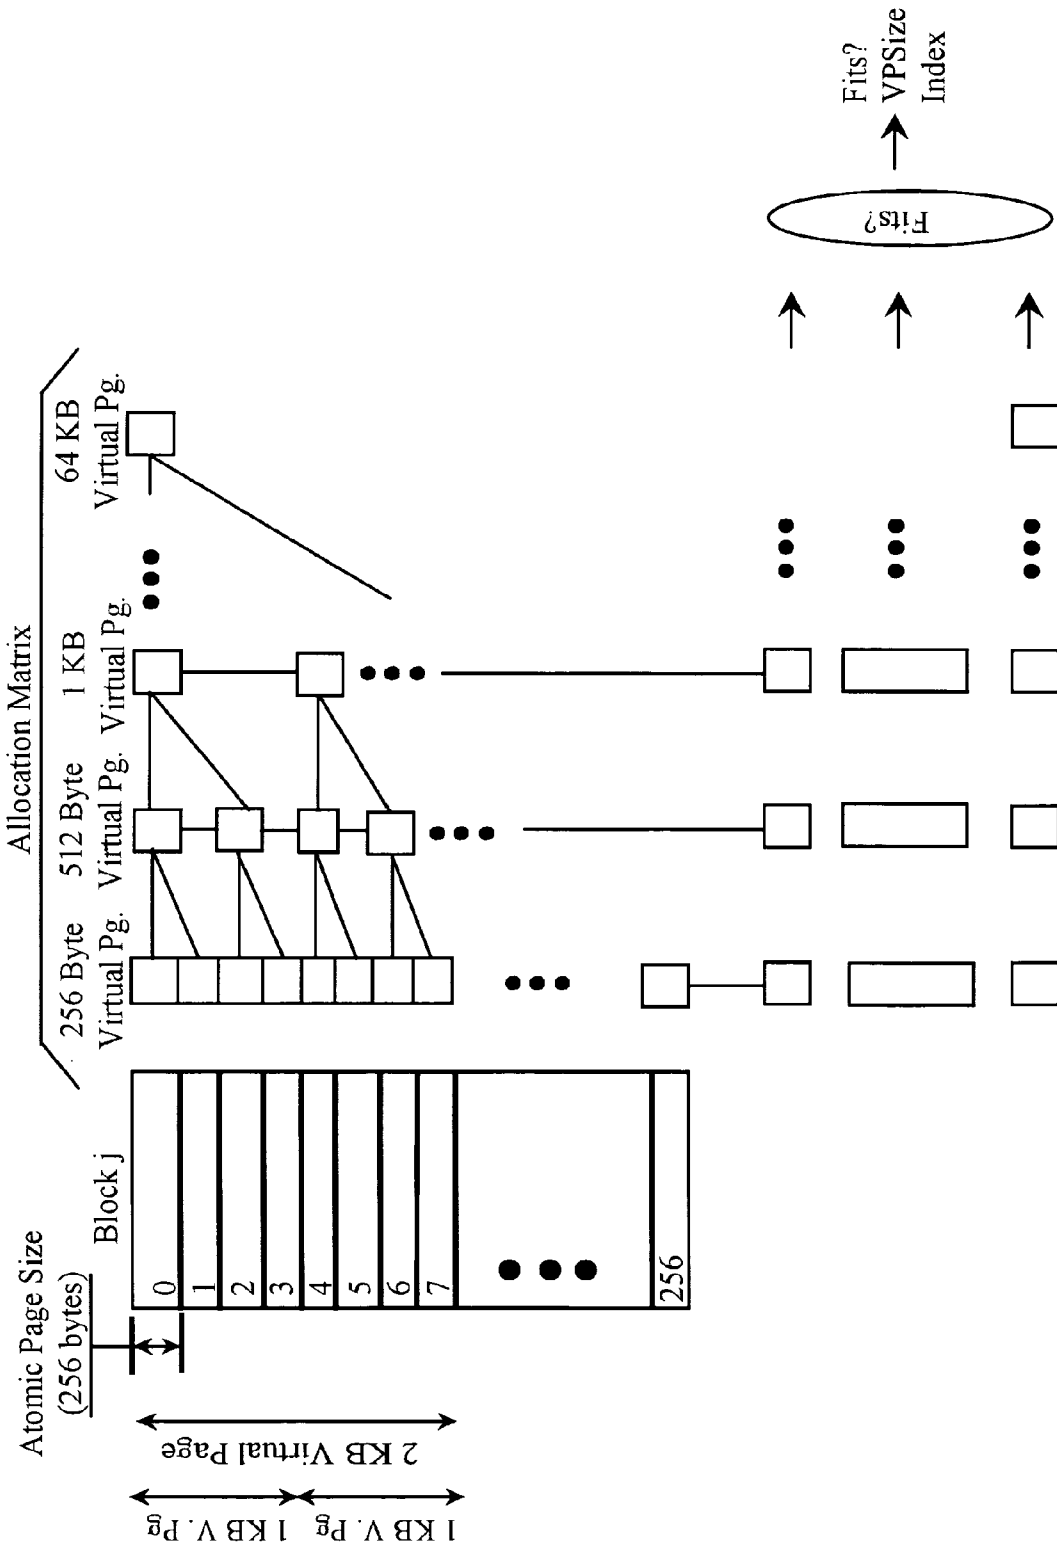 Allocation Matrix
Atomic Page Size
(256 bytes)
Block j
256 Byte
Virtual Pg.
512 Byte
Virtual Pg.
1 KB
Virtual Pg.
64 KB
Virtual Pg.
0
1
2
3
4
5
6
7
256
1 KB V. Pg
1 KB V. Pg
2 KB Virtual Page
Fits?
Fits?
VPSize
Index